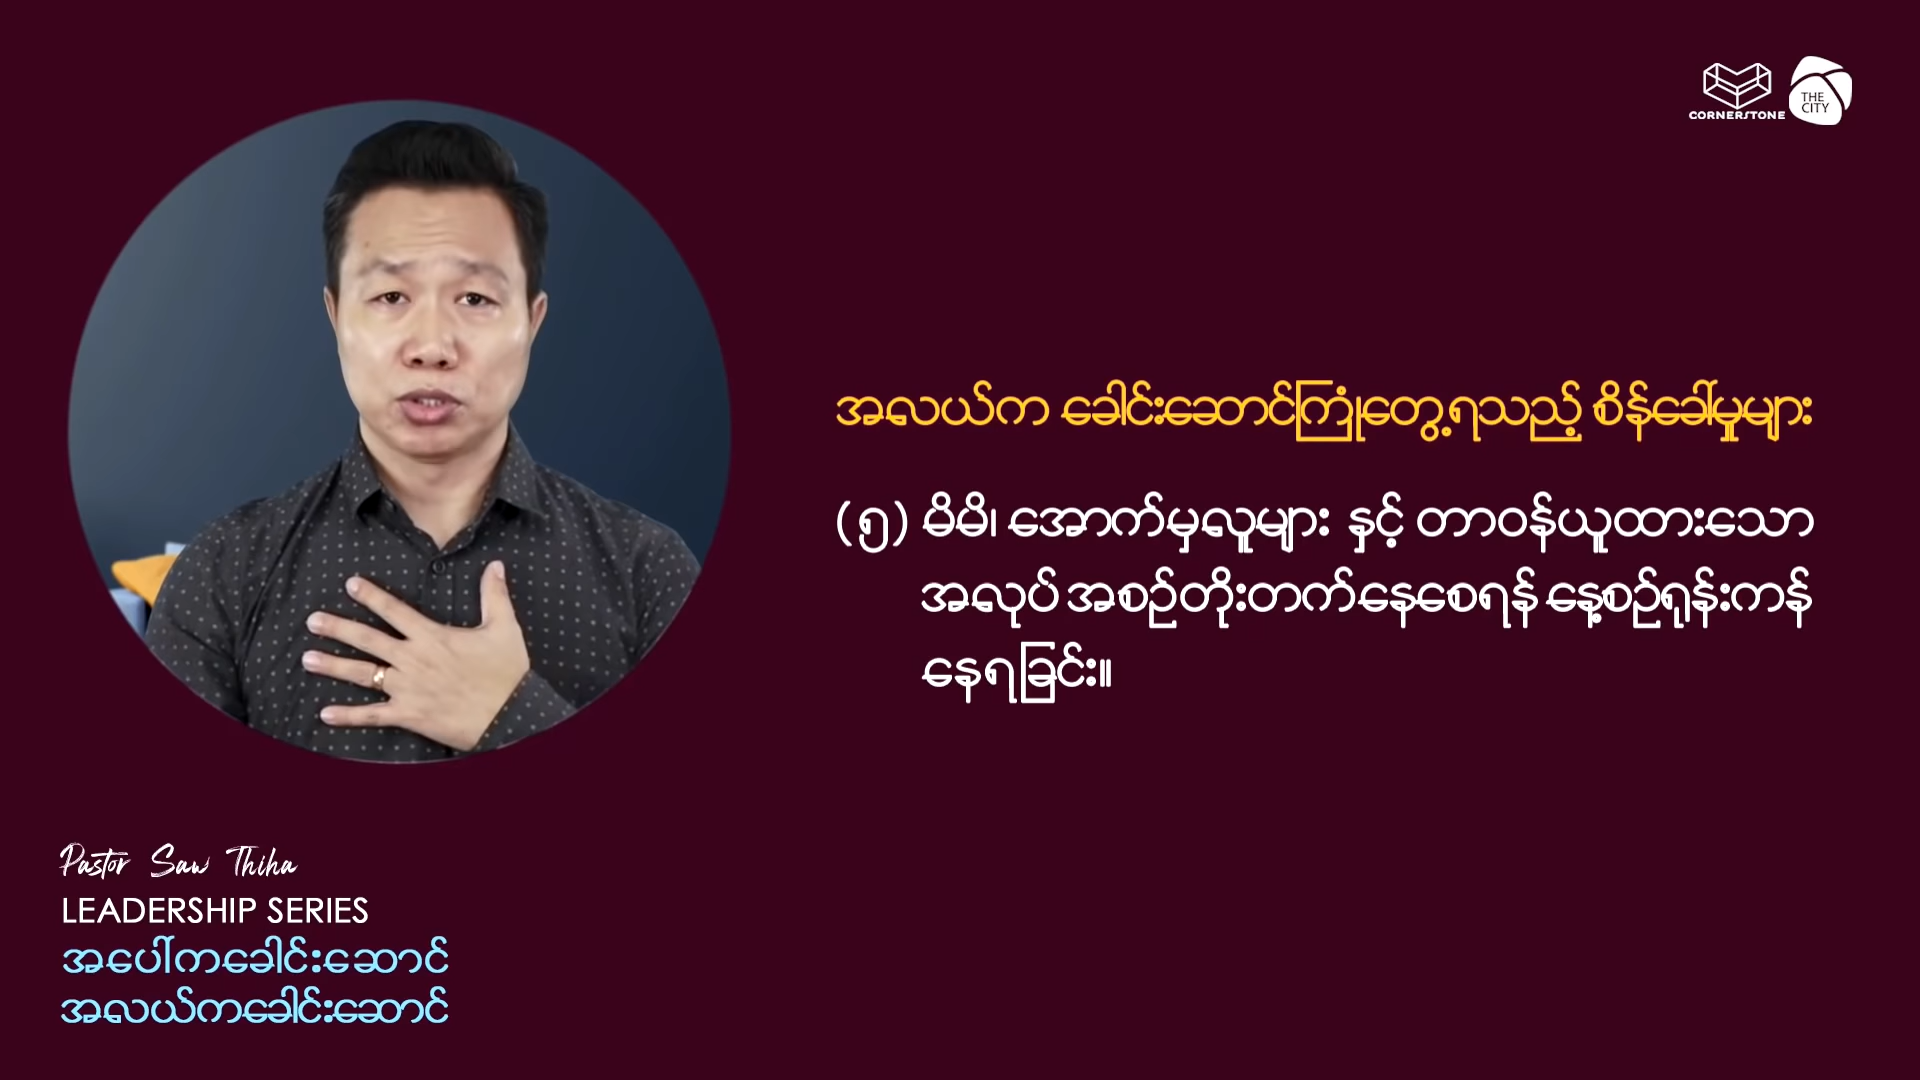 CORNERSTONE
THE
CITY
အလယ်က ခေါင်းဆောင်ကြုံတွေ့ရသည့် စိန်ခေါ်မှုများ
(၅) မိမိ၊ အောက်မှလူများ နှင့် တာဝန်ယူထားသော
အလုပ် အစဉ်တိုးတက်နေစေရန် နေ့စဉ်ရုန်းကန်
နေရခြင်း။
Pastor Saw Thiha
LEADERSHIP SERIES
အပေါ်ကခေါင်းဆောင်
အလယ်ကခေါင်းဆောင်